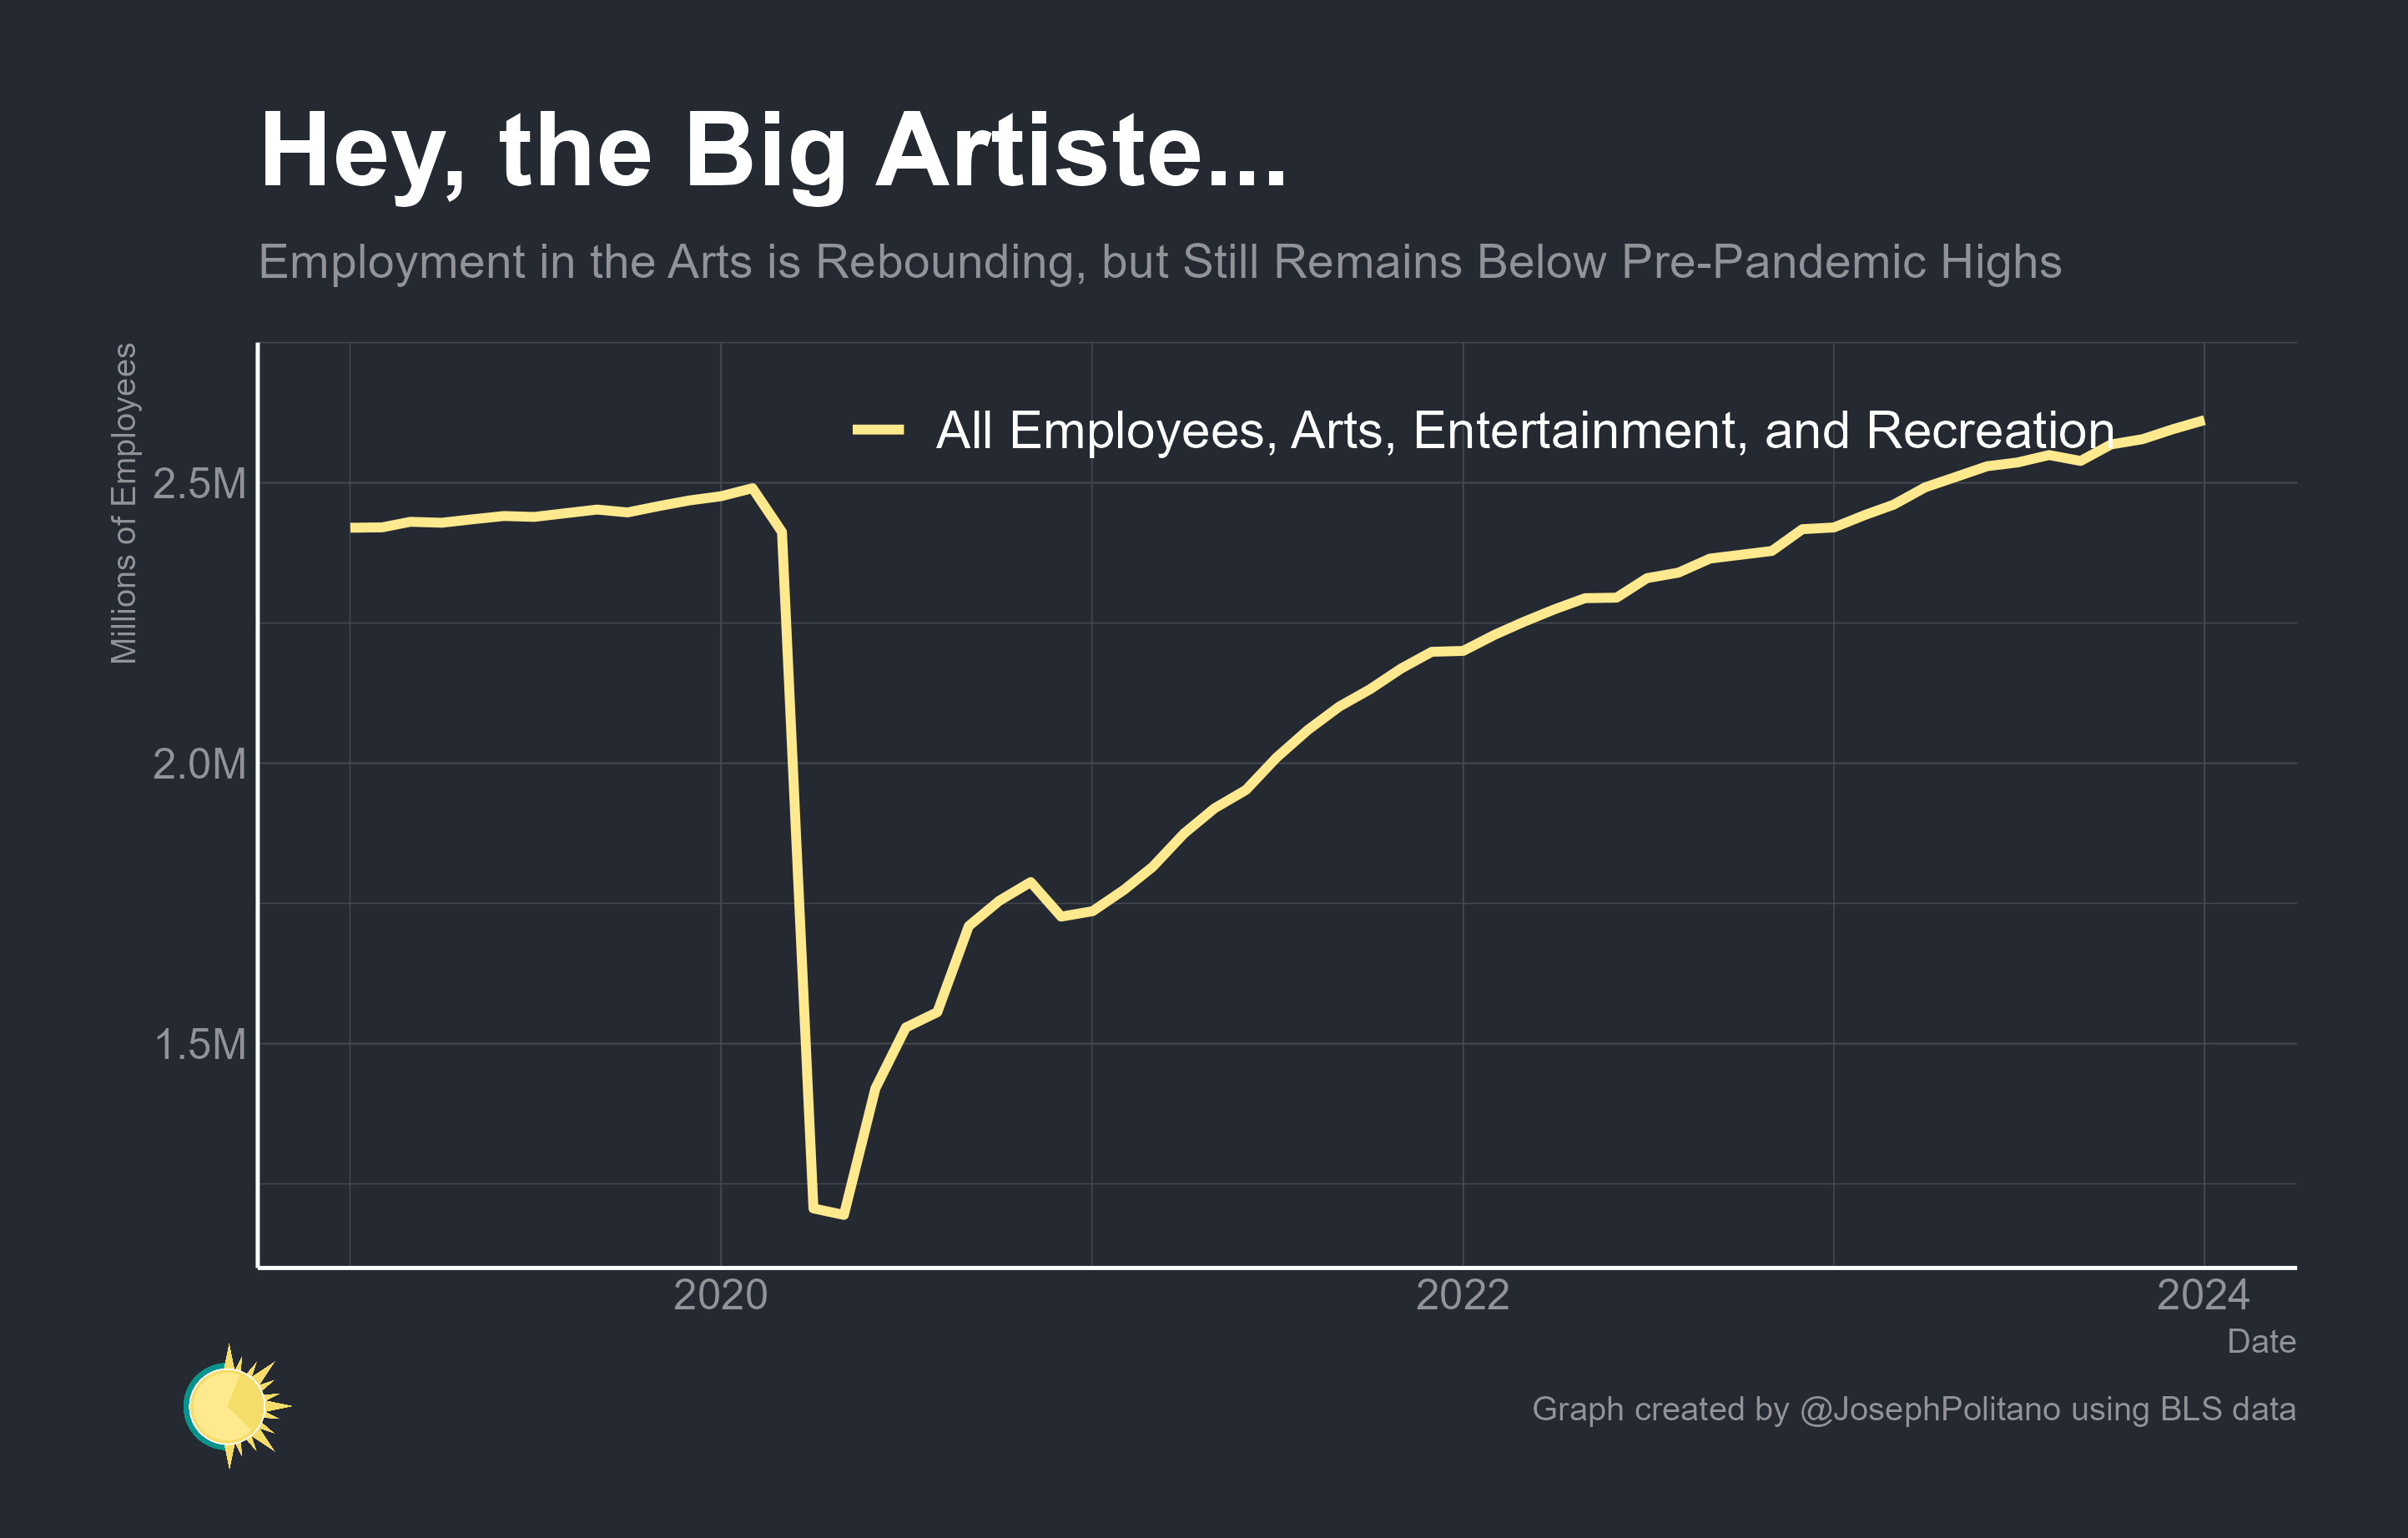 Hey, the Big Artiste...
Employment in the Arts is Rebounding, but Still Remains Below Pre-Pandemic Highs
Millions of Employees
All Employees, Arts, Entertainment, and Recreation
2.5M
2.0M
1.5M
2020 2022 2024
Date
Graph created by @JosephPolitano using BLS data